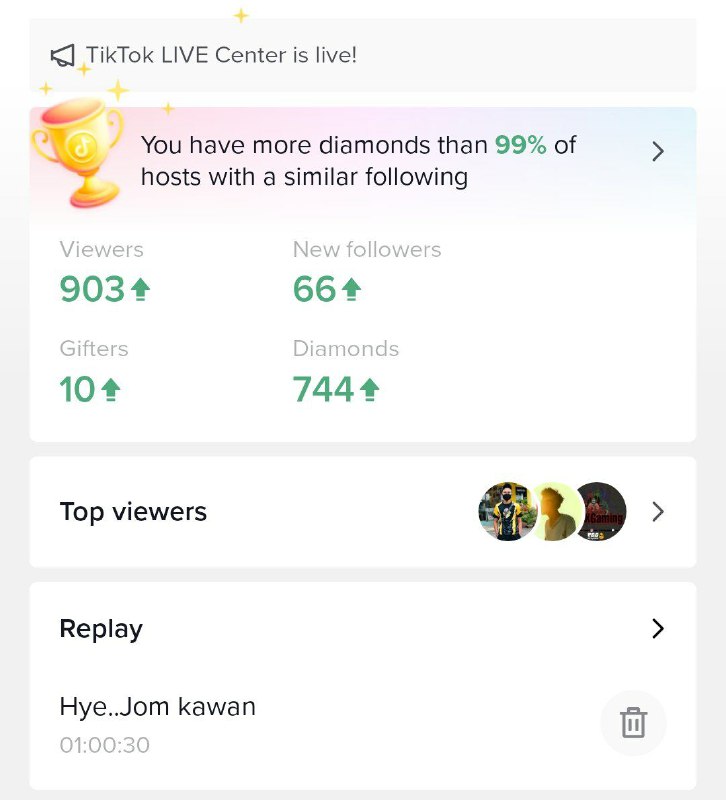 TikTok LIVE Center is live!
You have more diamonds than 99% of
hosts with a similar following
Viewers
New followers
903
66
Gifters
Diamonds
10
744
Top viewers
Gaming
Replay
Hye..Jom kawan
01:00:30